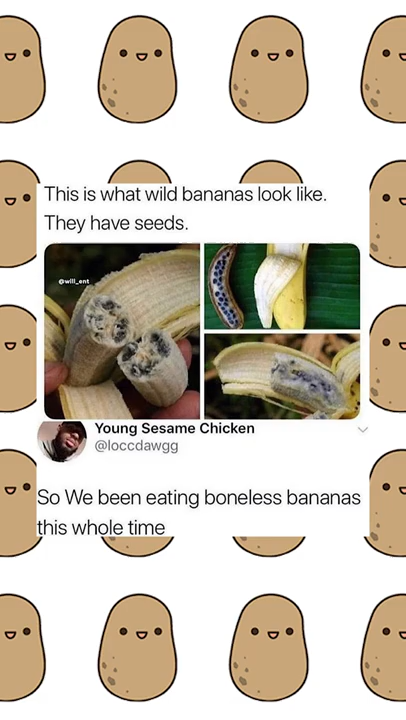 This is what wild bananas look like.
They have seeds.
@will_ent
Young Sesame Chicken
@loccdawgg
So We been eating boneless bananas
this whole time